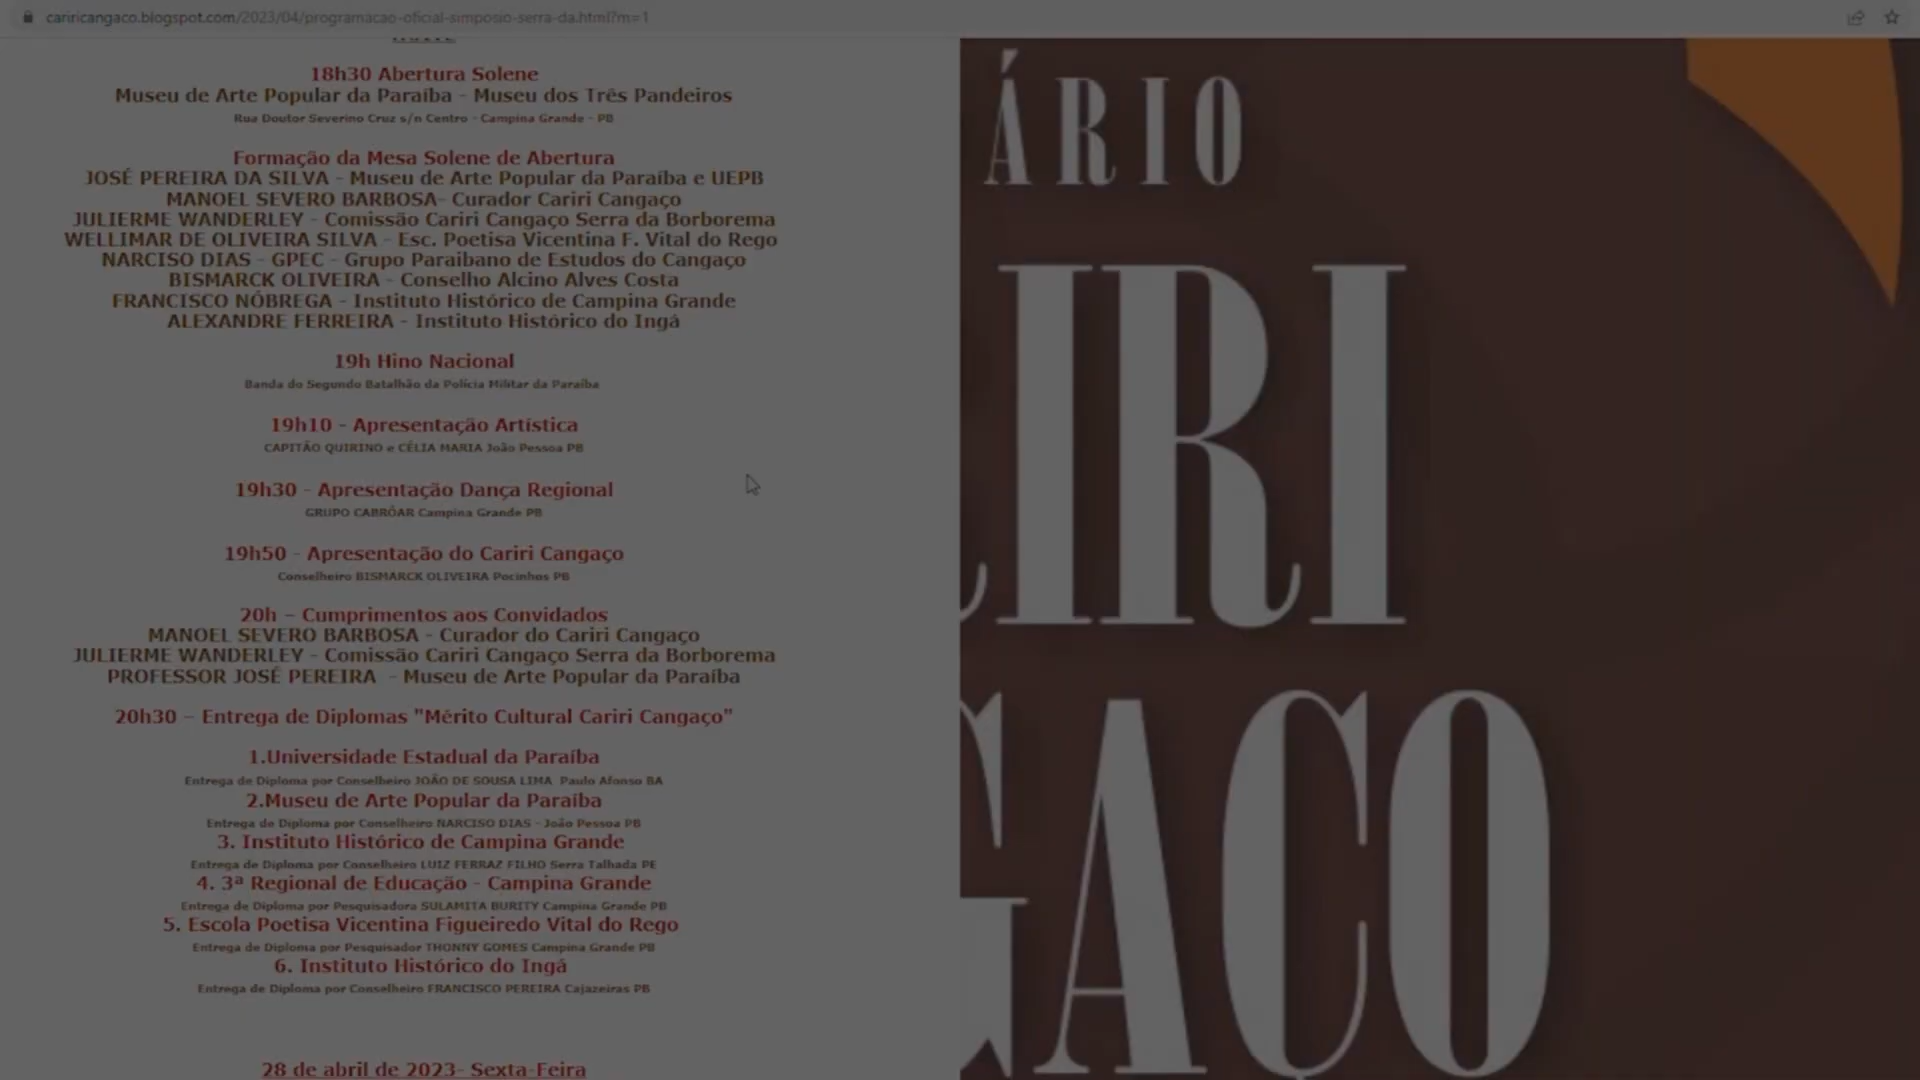 cariricangaco.blogspot.com/2023/04/programacao-oficial-simposio-serra-da.html?m=1
18h30 Abertura Solene
Museu de Arte Popular da Paraíba - Museu dos Três Pandeiros
Rua Doutor Severino Cruz s/n Centro - Campina Grande - PB
Formação da Mesa Solene de Abertura
JOSÉ PEREIRA DA SILVA - Museu de Arte Popular da Paraíba e UEPB
MANOEL SEVERO BARBOSA- Curador Cariri Cangaço
JULIERME WANDERLEY - Comissão Cariri Cangaço Serra da Borborema
WELLIMAR DE OLIVEIRA SILVA - Esc. Poetisa Vicentina F. Vital do Rego
NARCISO DIAS - GPEC - Grupo Paraibano de Estudos do Cangaço
BISMARCK OLIVEIRA - Conselho Alcino Alves Costa
FRANCISCO NÓBREGA - Instituto Histórico de Campina Grande
ALEXANDRE FERREIRA - Instituto Histórico do Ingá
19h Hino Nacional
Banda do Segundo Batalhão da Polícia Militar da Paraíba
19h10 - Apresentação Artística
CAPITÃO QUIRINO e CÉLIA MARIA João Pessoa PB
19h30 - Apresentação Dança Regional
GRUPO CABRÔAR Campina Grande PB
19h50 - Apresentação do Cariri Cangaço
Conselheiro BISMARCK OLIVEIRA Pocinhos PB
20h – Cumprimentos aos Convidados
MANOEL SEVERO BARBOSA - Curador do Cariri Cangaço
JULIERME WANDERLEY - Comissão Cariri Cangaço Serra da Borborema
PROFESSOR JOSÉ PEREIRA - Museu de Arte Popular da Paraíba
20h30 – Entrega de Diplomas "Mérito Cultural Cariri Cangaço"
1.Universidade Estadual da Paraíba
Entrega de Diploma por Conselheiro JOÃO DE SOUSA LIMA Paulo Afonso BA
2.Museu de Arte Popular da Paraíba
Entrega de Diploma por Conselheiro NARCISO DIAS - João Pessoa PB
3. Instituto Histórico de Campina Grande
Entrega de Diploma por Conselheiro LUIZ FERRAZ FILHO Serra Talhada PE
4. 3ª Regional de Educação - Campina Grande
Entrega de Diploma por Pesquisadora SULAMITA BURITY Campina Grande PB
5. Escola Poetisa Vicentina Figueiredo Vital do Rego
Entrega de Diploma por Pesquisador THONNY GOMES Campina Grande PB
6. Instituto Histórico do Ingá
Entrega de Diploma por Conselheiro FRANCISCO PEREIRA Cajazeiras PB
28 de abril de 2023- Sexta-Feira
ÁRIO
IRI
GAÇO